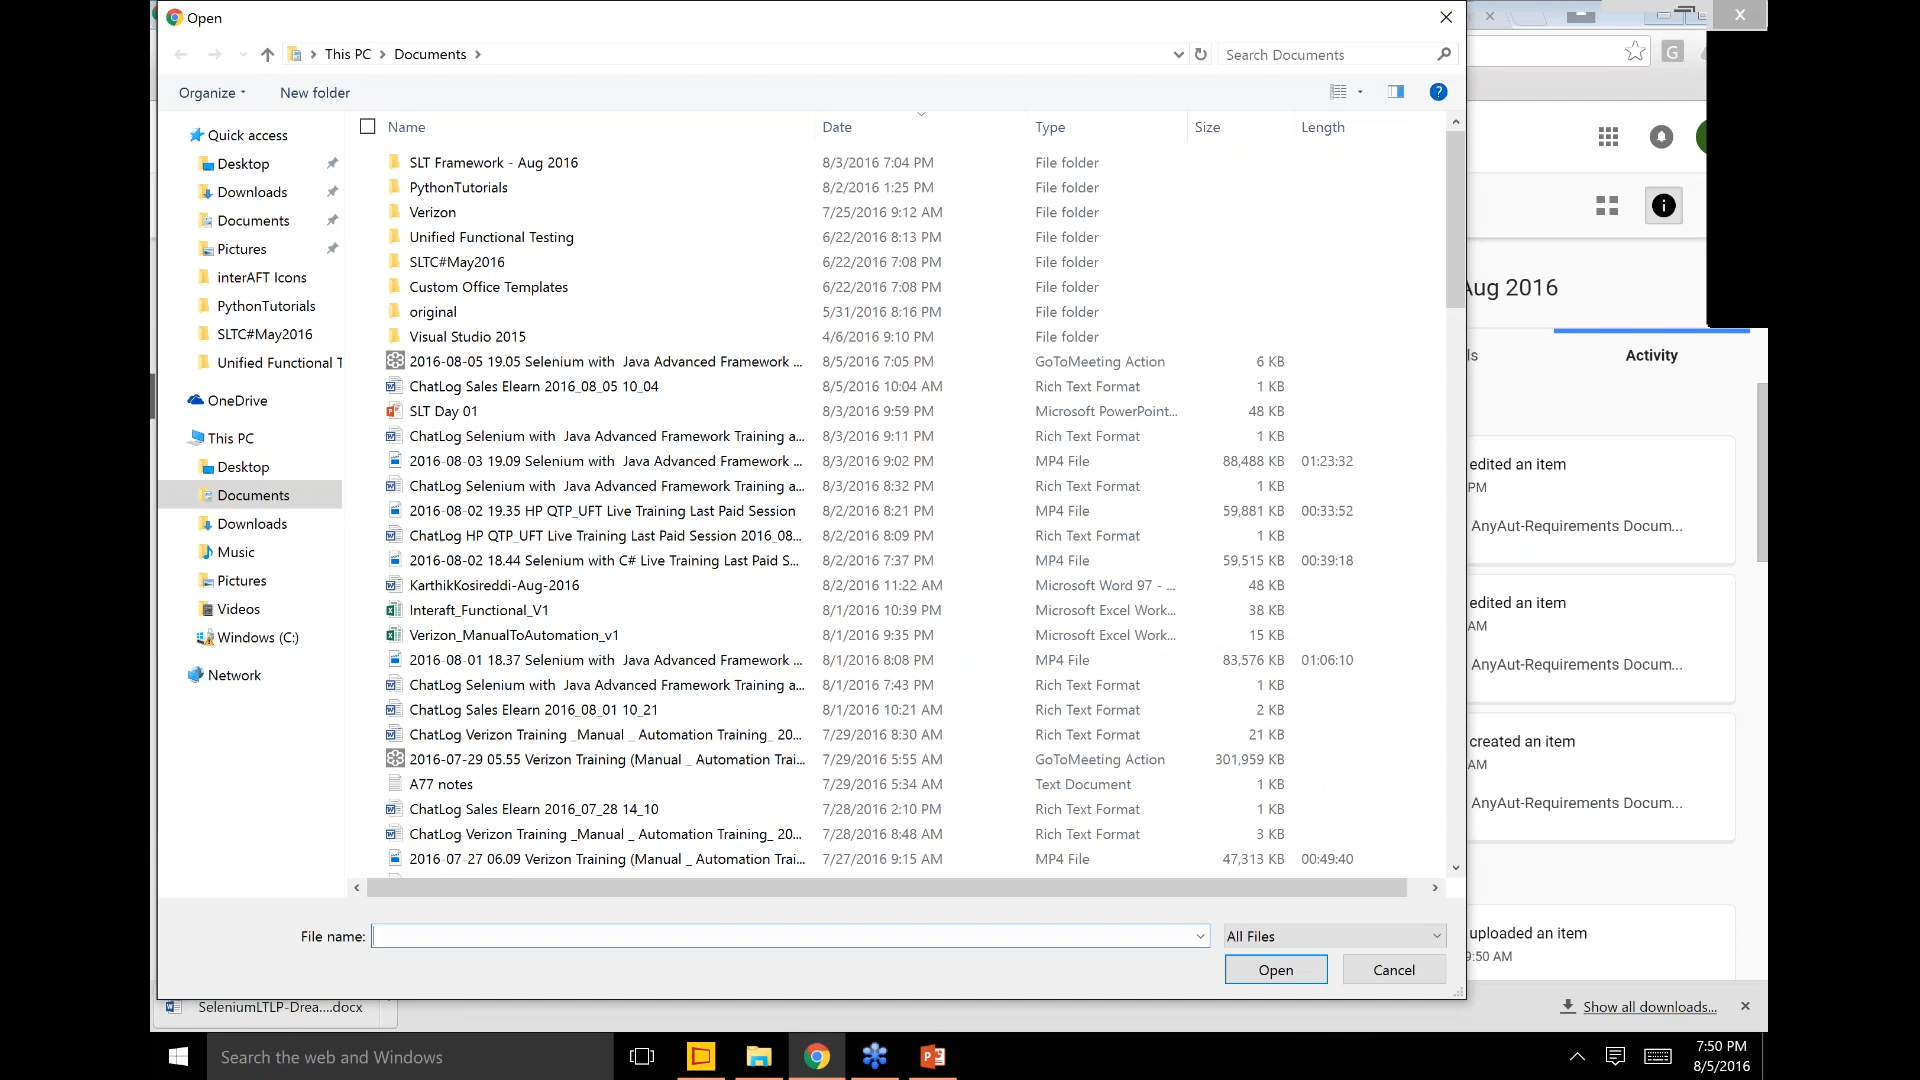 Open
This PC > Documents >
Search Documents
Organize
New folder
Name Date Type Size Length
Quick access
Desktop
Downloads
Documents
Pictures
interAFT Icons
PythonTutorials
SLTC#May2016
Unified Functional T
OneDrive
This PC
Desktop
Documents
Downloads
Music
Pictures
Videos
Windows (C:)
Network
SLT Framework - Aug 2016 8/3/2016 7:04 PM File folder
PythonTutorials 8/2/2016 1:25 PM File folder
Verizon 7/25/2016 9:12 AM File folder
Unified Functional Testing 6/22/2016 8:13 PM File folder
SLTC#May2016 6/22/2016 7:08 PM File folder
Custom Office Templates 6/22/2016 7:08 PM File folder
original 5/31/2016 8:16 PM File folder
Visual Studio 2015 4/6/2016 9:10 PM File folder
2016-08-05 19.05 Selenium with Java Advanced Framework ... 8/5/2016 7:05 PM GoToMeeting Action 6 KB
ChatLog Sales Elearn 2016_08_05 10_04 8/5/2016 10:04 AM Rich Text Format 1 KB
SLT Day 01 8/3/2016 9:59 PM Microsoft PowerPoint... 48 KB
ChatLog Selenium with Java Advanced Framework Training a... 8/3/2016 9:11 PM Rich Text Format 1 KB
2016-08-03 19.09 Selenium with Java Advanced Framework ... 8/3/2016 9:02 PM MP4 File 88,488 KB 01:23:32
ChatLog Selenium with Java Advanced Framework Training a... 8/3/2016 8:32 PM Rich Text Format 1 KB
2016-08-02 19.35 HP QTP_UFT Live Training Last Paid Session 8/2/2016 8:21 PM MP4 File 59,881 KB 00:33:52
ChatLog HP QTP_UFT Live Training Last Paid Session 2016_08... 8/2/2016 8:09 PM Rich Text Format 1 KB
2016-08-02 18.44 Selenium with C# Live Training Last Paid S... 8/2/2016 7:37 PM MP4 File 59,515 KB 00:39:18
KarthikKosireddi-Aug-2016 8/2/2016 11:22 AM Microsoft Word 97 - ... 48 KB
Interaft_Functional_V1 8/1/2016 10:39 PM Microsoft Excel Work... 38 KB
Verizon_ManualToAutomation_v1 8/1/2016 9:35 PM Microsoft Excel Work... 15 KB
2016-08-01 18.37 Selenium with Java Advanced Framework ... 8/1/2016 8:08 PM MP4 File 83,576 KB 01:06:10
ChatLog Selenium with Java Advanced Framework Training a... 8/1/2016 7:43 PM Rich Text Format 1 KB
ChatLog Sales Elearn 2016_08_01 10_21 8/1/2016 10:21 AM Rich Text Format 2 KB
ChatLog Verizon Training _Manual _ Automation Training_ 20... 7/29/2016 8:30 AM Rich Text Format 21 KB
2016-07-29 05.55 Verizon Training (Manual _ Automation Trai... 7/29/2016 5:55 AM GoToMeeting Action 301,959 KB
A77 notes 7/29/2016 5:34 AM Text Document 1 KB
ChatLog Sales Elearn 2016_07_28 14_10 7/28/2016 2:10 PM Rich Text Format 1 KB
ChatLog Verizon Training _Manual _ Automation Training_ 20... 7/28/2016 8:48 AM Rich Text Format 3 KB
2016-07-27 06.09 Verizon Training (Manual _ Automation Trai... 7/27/2016 9:15 AM MP4 File 47,313 KB 00:49:40
File name:
All Files
Open Cancel
G
Aug 2016
ls Activity
edited an item
PM
AnyAut-Requirements Docum...
edited an item
AM
AnyAut-Requirements Docum...
created an item
AM
AnyAut-Requirements Docum...
uploaded an item
9:50 AM
SeleniumLTLP-Drea....docx
Show all downloads...
Search the web and Windows
7:50 PM
8/5/2016